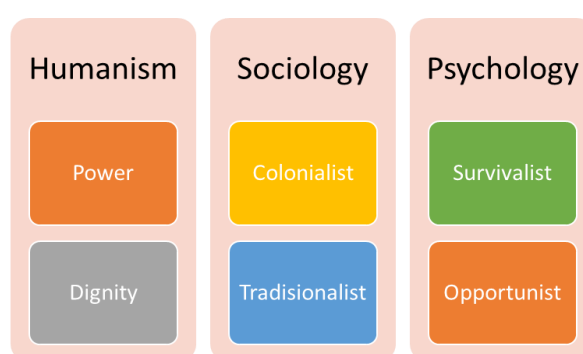 Humanism
Power
Dignity
Sociology
Colonialist
Tradisionalist
Psychology
Survivalist
Opportunist